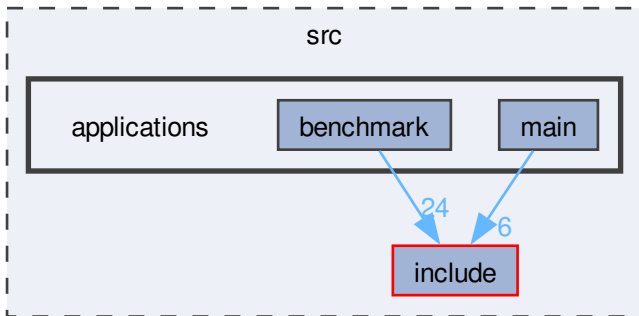 src
applications
benchmark
main
24
6
include